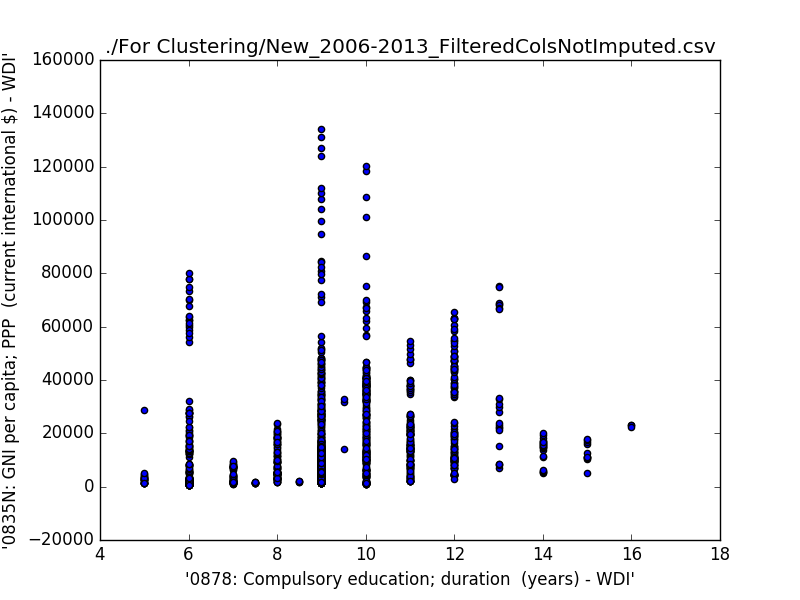 ./For Clustering/New_2006-2013_FilteredColsNotImputed.csv
160000
140000
120000
100000
80000
60000
40000
20000
0
−20000
4 6 8 10 12 14 16 18
'0835N: GNI per capita; PPP  (current international $) - WDI'
'0878: Compulsory education; duration  (years) - WDI'